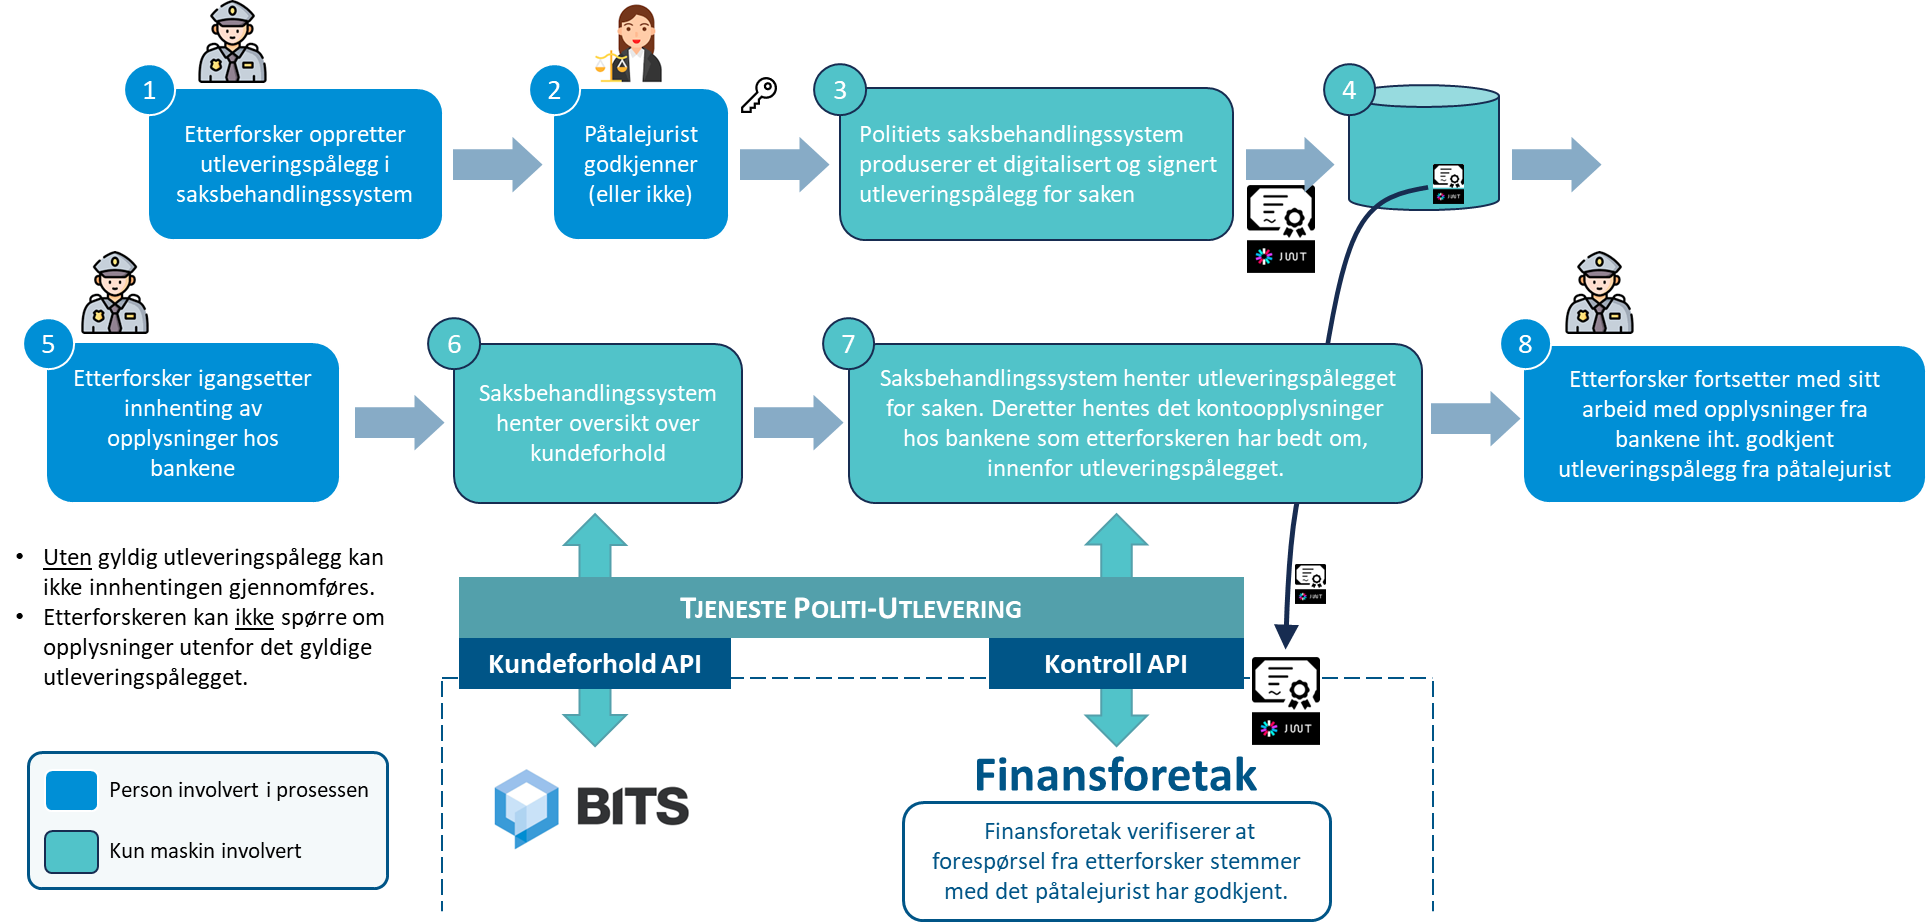 1
Etterforsker oppretter
utleveringspålegg i
saksbehandlingssystem
2
Påtalejurist
godkjenner
(eller ikke)
3
Politiets saksbehandlingssystem
produserer et digitalisert og signert
utleveringspålegg for saken
JWT
4
JWT
5
Etterforsker igangsetter
innhenting av
opplysninger hos
bankene
6
Saksbehandlingssystem
henter oversikt over
kundeforhold
7
Saksbehandlingssystem henter utleveringspålegget
for saken. Deretter hentes det kontoopplysninger
hos bankene som etterforskeren har bedt om,
innenfor utleveringspålegget.
8
Etterforsker fortsetter med sitt
arbeid med opplysninger fra
bankene iht. godkjent
utleveringspålegg fra påtalejurist
• Uten gyldig utleveringspålegg kan
ikke innhentingen gjennomføres.
• Etterforskeren kan ikke spørre om
opplysninger utenfor det gyldige
utleveringspålegget.
TJENESTE POLITI-UTLEVERING
Kundeforhold API
Kontroll API
JWT
JWT
BITS
Finansforetak
Finansforetak verifiserer at
forespørsel fra etterforsker stemmer
med det påtalejurist har godkjent.
Person involvert i prosessen
Kun maskin involvert